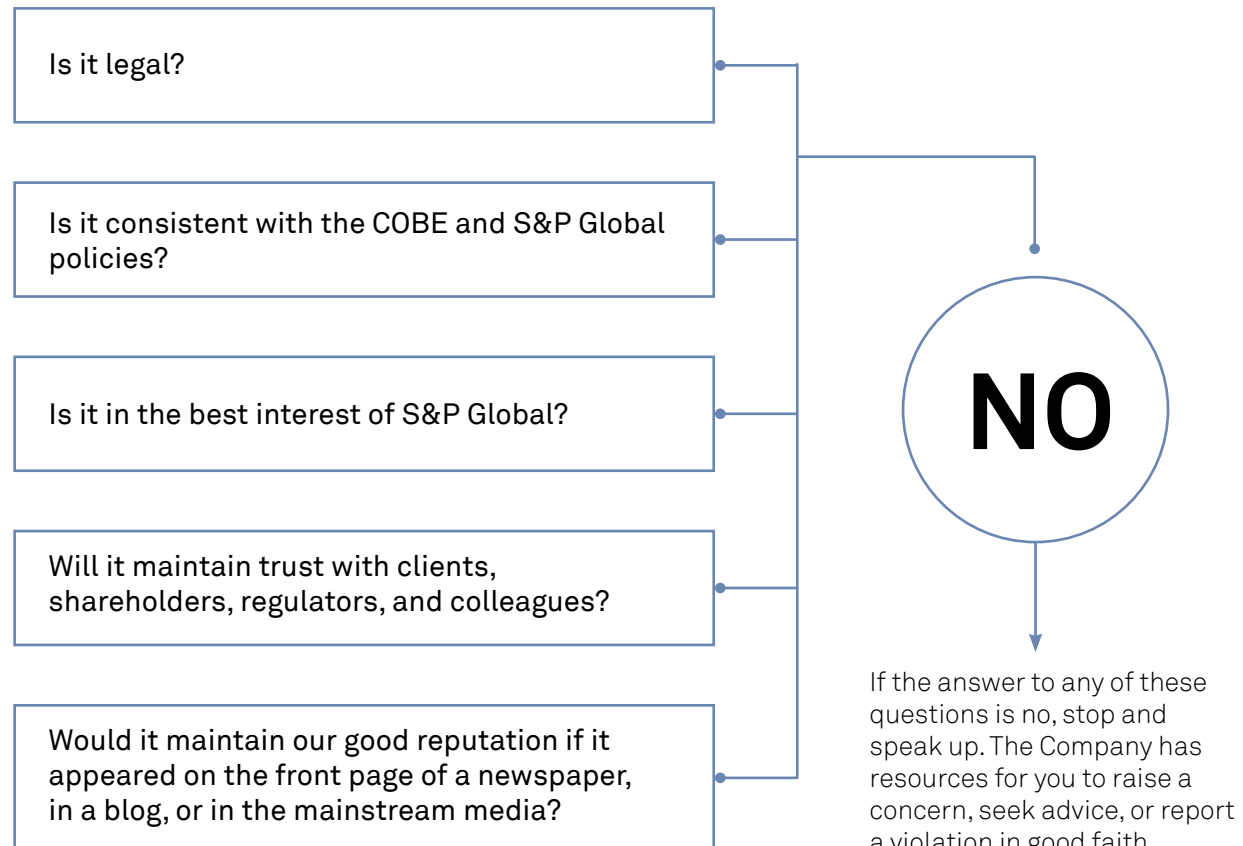 Is it legal?
Is it consistent with the COBE and S&P Global
policies?
Is it in the best interest of S&P Global?
Will it maintain trust with clients,
shareholders, regulators, and colleagues?
Would it maintain our good reputation if it
appeared on the front page of a newspaper,
in a blog, or in the mainstream media?
NO
If the answer to any of these
questions is no, stop and
speak up. The Company has
resources for you to raise a
concern, seek advice, or report
a violation in good faith